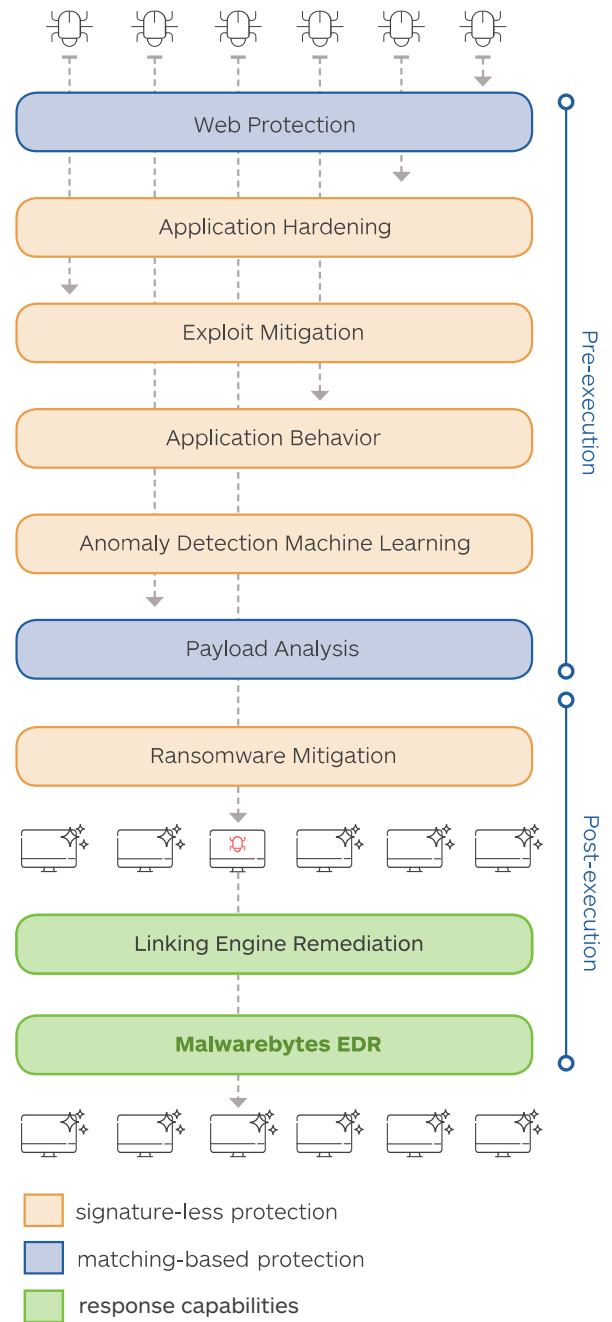 Web Protection
Application Hardening
Exploit Mitigation
Application Behavior
Anomaly Detection Machine Learning
Payload Analysis
Pre-execution
Ransomware Mitigation
Linking Engine Remediation
Malwarebytes EDR
Post-execution
signature-less protection
matching-based protection
response capabilities